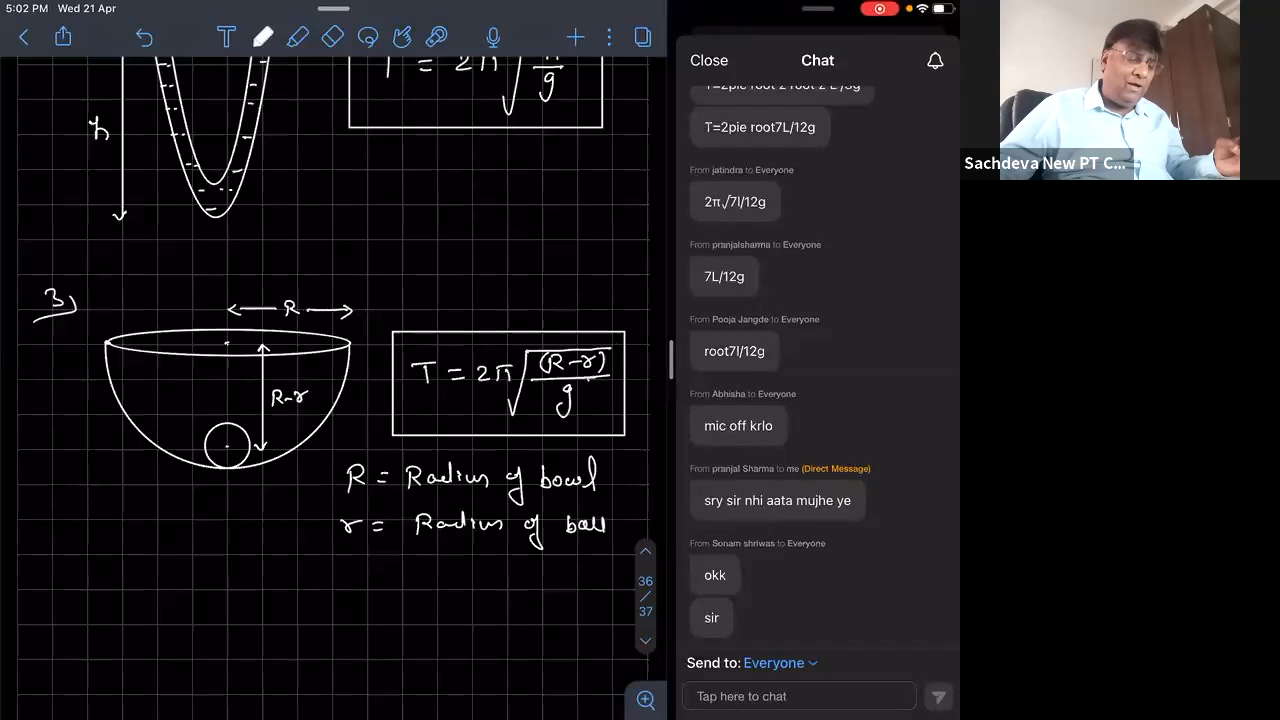 5:02 PM Wed 21 Apr
T = 2π √h/g
h
3)
R
R-r
T = 2π √(R-r)/g
R = Radius of bowl
r = Radius of ball
36
/
37
Close
Chat
T=2pie root7L/12g
From jatindra to Everyone
2π√7l/12g
From pranjalsharma to Everyone
7L/12g
From Pooja Jangde to Everyone
root7l/12g
From Abhisha to Everyone
mic off krlo
From pranjal Sharma to me (Direct Message)
sry sir nhi aata mujhe ye
From Sonam shriwas to Everyone
okk
sir
Send to: Everyone
Tap here to chat
Sachdeva New PT C...